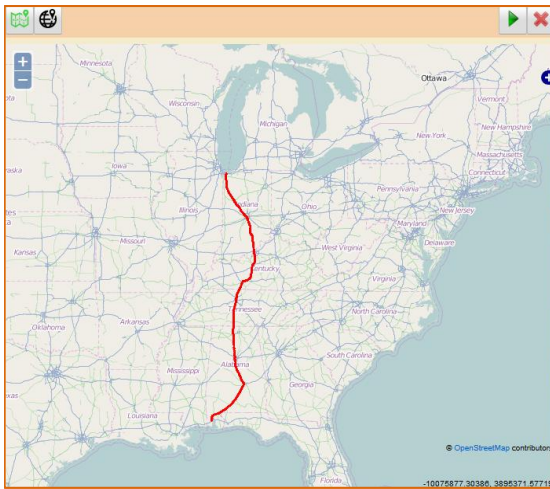 Minnesota
Ottawa
Vermont
Wisconsin
New Hampshire
Michigan
New York
Massachusetts
Connecticut
Iowa
Pennsylvania
Illinois
Indiana
Ohio
New Jersey
Maryland
Delaware
Missouri
West Virginia
Kansas
Kentucky
Virginia
Tennessee
North Carolina
Oklahoma
Arkansas
South Carolina
Mississippi
Alabama
Georgia
Louisiana
© OpenStreetMap contributors
Florida
-10075877.30386, 3895371.57719